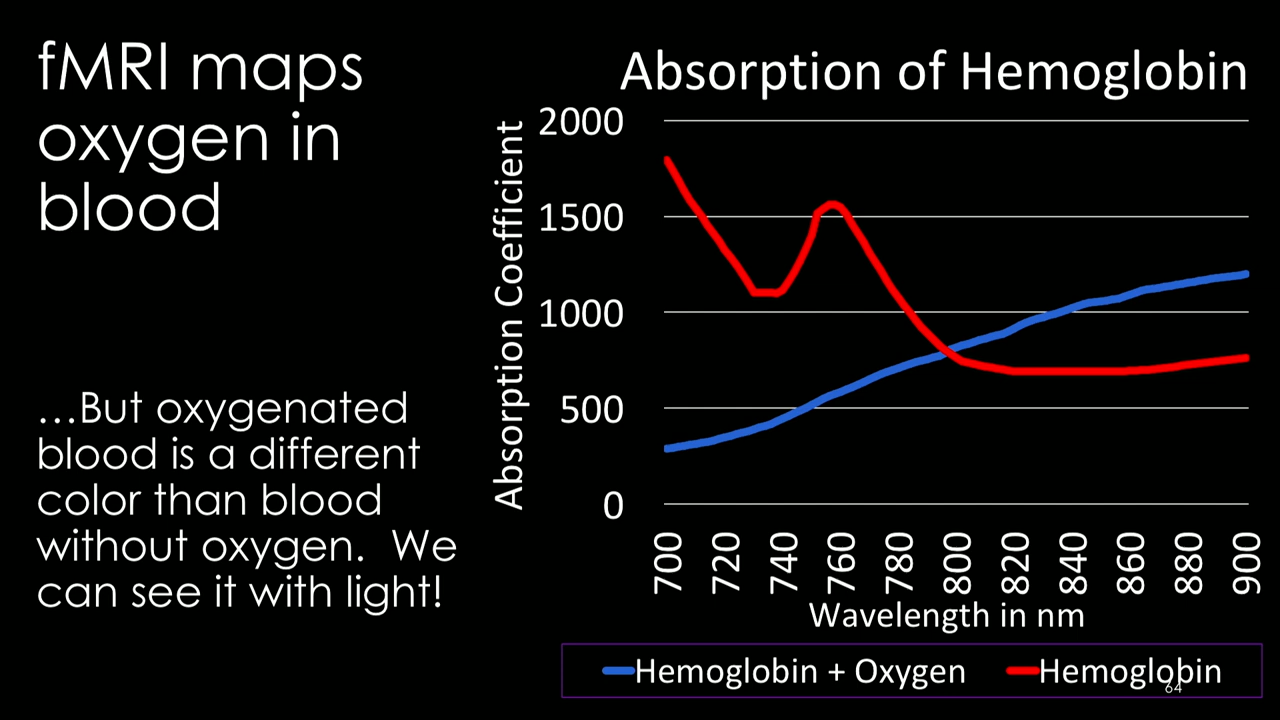 fMRI maps
oxygen in
blood
…But oxygenated
blood is a different
color than blood
without oxygen.  We
can see it with light!
Absorption of Hemoglobin
Absorption Coefficient
2000
1500
1000
500
0
700 720 740 760 780 800 820 840 860 880 900
Wavelength in nm
Hemoglobin + Oxygen Hemoglobin
64